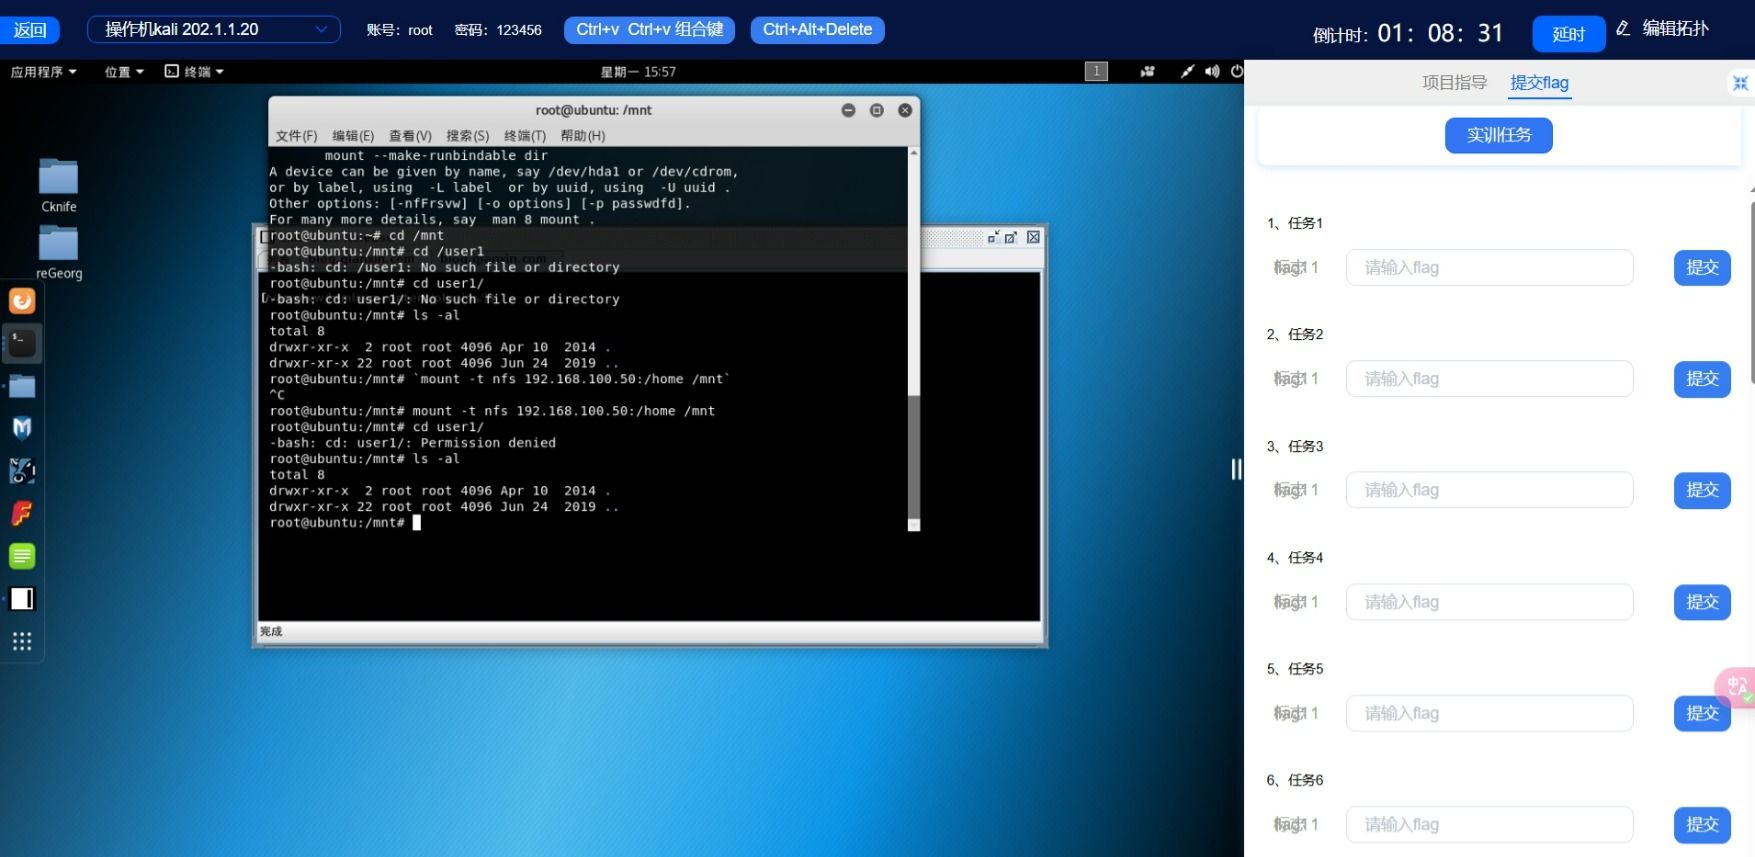 返回
操作机kali 202.1.1.20
账号：root
密码：123456
Ctrl+v Ctrl+v 组合键
Ctrl+Alt+Delete
倒计时：01：08：31
延时
编辑拓扑
应用程序
位置
终端
星期一 15:57
1
项目指导
提交flag
实训任务
Cknife
reGeorg
root@ubuntu: /mnt
文件(F) 编辑(E) 查看(V) 搜索(S) 终端(T) 帮助(H)
mount --make-runbindable dir
A device can be given by name, say /dev/hda1 or /dev/cdrom,
or by label, using  -L label  or by uuid, using  -U uuid .
Other options: [-nfFrsvw] [-o options] [-p passwdfd].
For many more details, say  man 8 mount .
root@ubuntu:~# cd /mnt
root@ubuntu:/mnt# cd /user1
-bash: cd: /user1: No such file or directory
root@ubuntu:/mnt# cd user1/
-bash: cd: user1/: No such file or directory
root@ubuntu:/mnt# ls -al
total 8
drwxr-xr-x  2 root root 4096 Apr 10  2014 .
drwxr-xr-x 22 root root 4096 Jun 24  2019 ..
root@ubuntu:/mnt# `mount -t nfs 192.168.100.50:/home /mnt`
^C
root@ubuntu:/mnt# mount -t nfs 192.168.100.50:/home /mnt
root@ubuntu:/mnt# cd user1/
-bash: cd: user1/: Permission denied
root@ubuntu:/mnt# ls -al
total 8
drwxr-xr-x  2 root root 4096 Apr 10  2014 .
drwxr-xr-x 22 root root 4096 Jun 24  2019 ..
root@ubuntu:/mnt#
完成
1、任务1
flag1 1
请输入flag
提交
2、任务2
flag1 1
请输入flag
提交
3、任务3
flag1 1
请输入flag
提交
4、任务4
flag1 1
请输入flag
提交
5、任务5
flag1 1
请输入flag
提交
6、任务6
flag1 1
请输入flag
提交